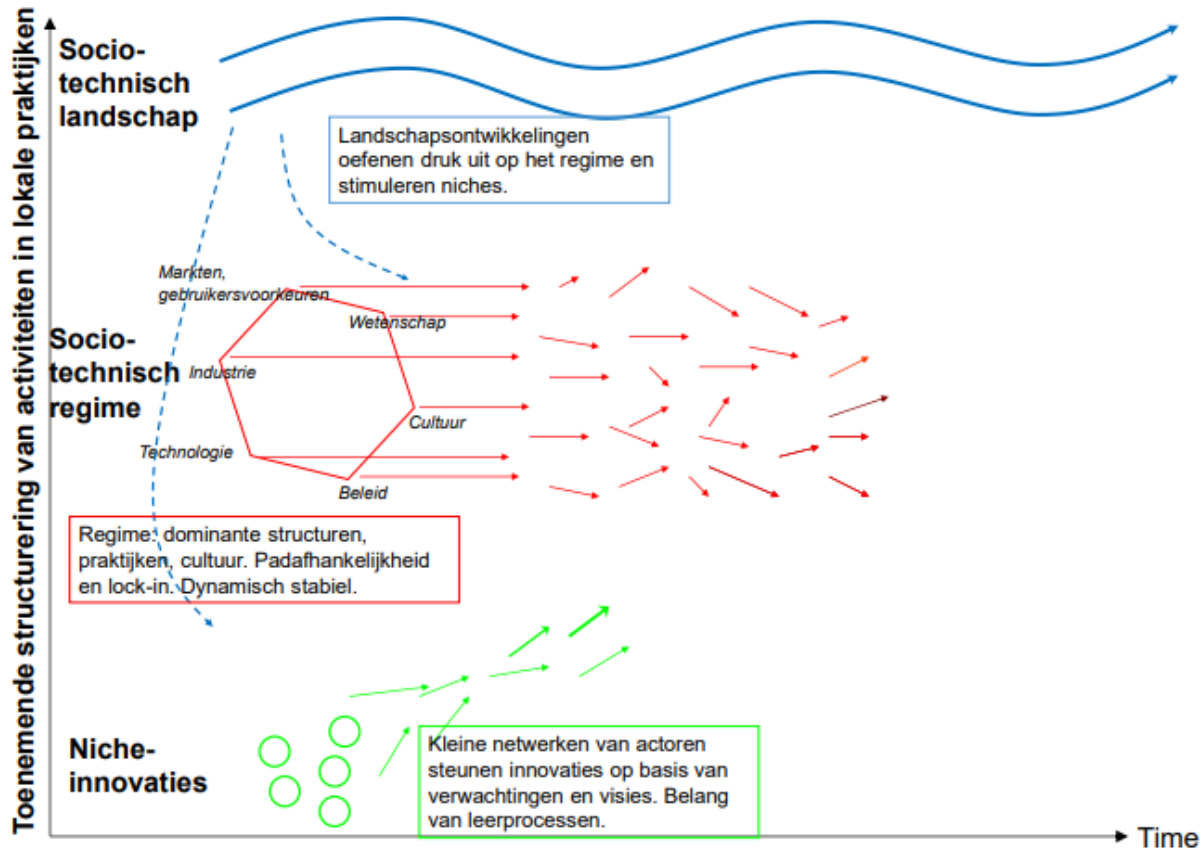 Toenemende structurering van activiteiten in lokale praktijken
Socio-
technisch
landschap
Landschapsontwikkelingen
oefenen druk uit op het regime en
stimuleren niches.
Markten,
gebruikersvoorkeuren
Wetenschap
Socio-
technisch
regime
Industrie
Cultuur
Technologie
Beleid
Regime: dominante structuren,
praktijken, cultuur. Padafhankelijkheid
en lock-in. Dynamisch stabiel.
Niche-
innovaties
Kleine netwerken van actoren
steunen innovaties op basis van
verwachtingen en visies. Belang
van leerprocessen.
Time